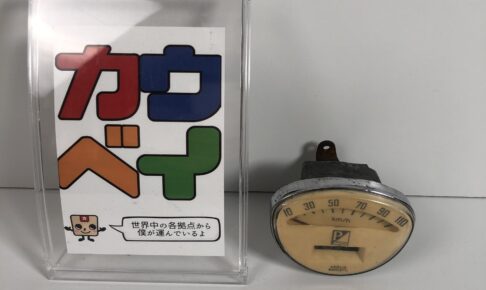 カウ
ベイ
世界中の各拠点から
僕が運んでいるよ
10 30 50 70 90 110
km/h
P